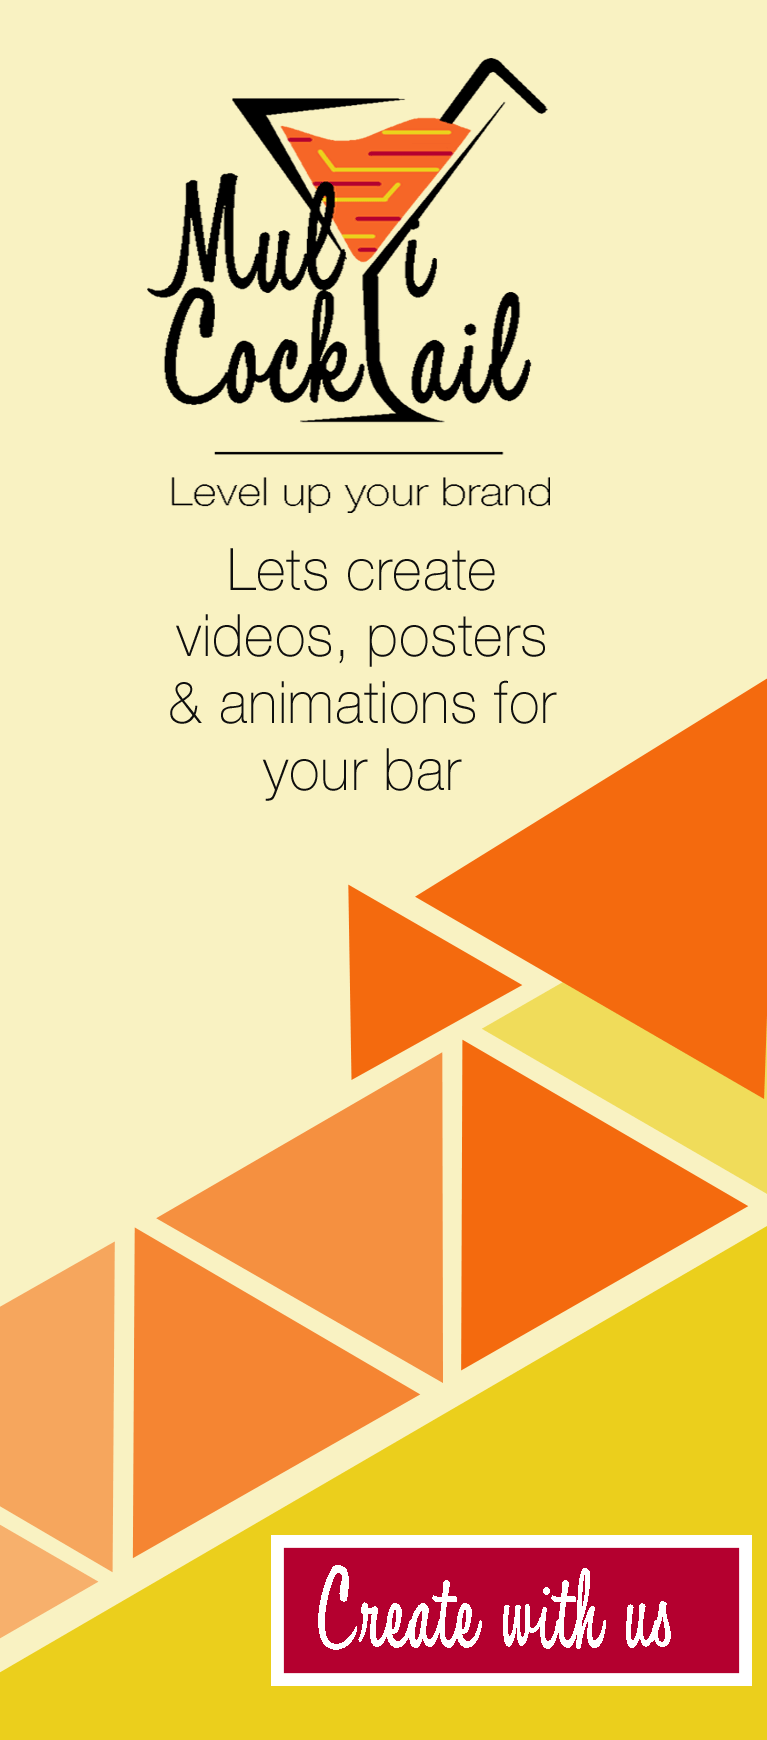 Multi
Cocktail
Level up your brand
Lets create
videos, posters
& animations for
your bar
Create with us